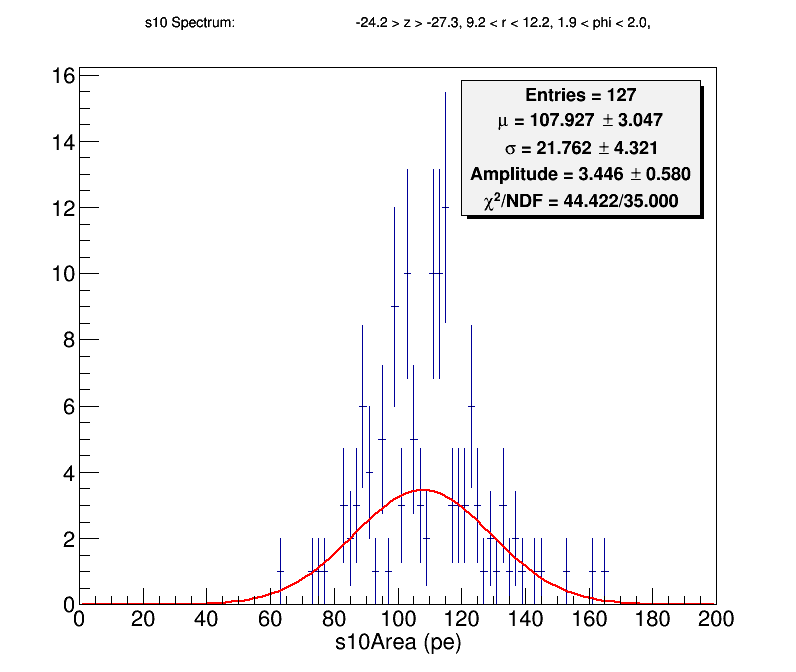 s10 Spectrum: -24.2 > z > -27.3, 9.2 < r < 12.2, 1.9 < phi < 2.0,
Entries = 127
μ = 107.927 ± 3.047
σ = 21.762 ± 4.321
Amplitude = 3.446 ± 0.580
χ²/NDF = 44.422/35.000
16
14
12
10
8
6
4
2
0
0 20 40 60 80 100 120 140 160 180 200
s10Area (pe)